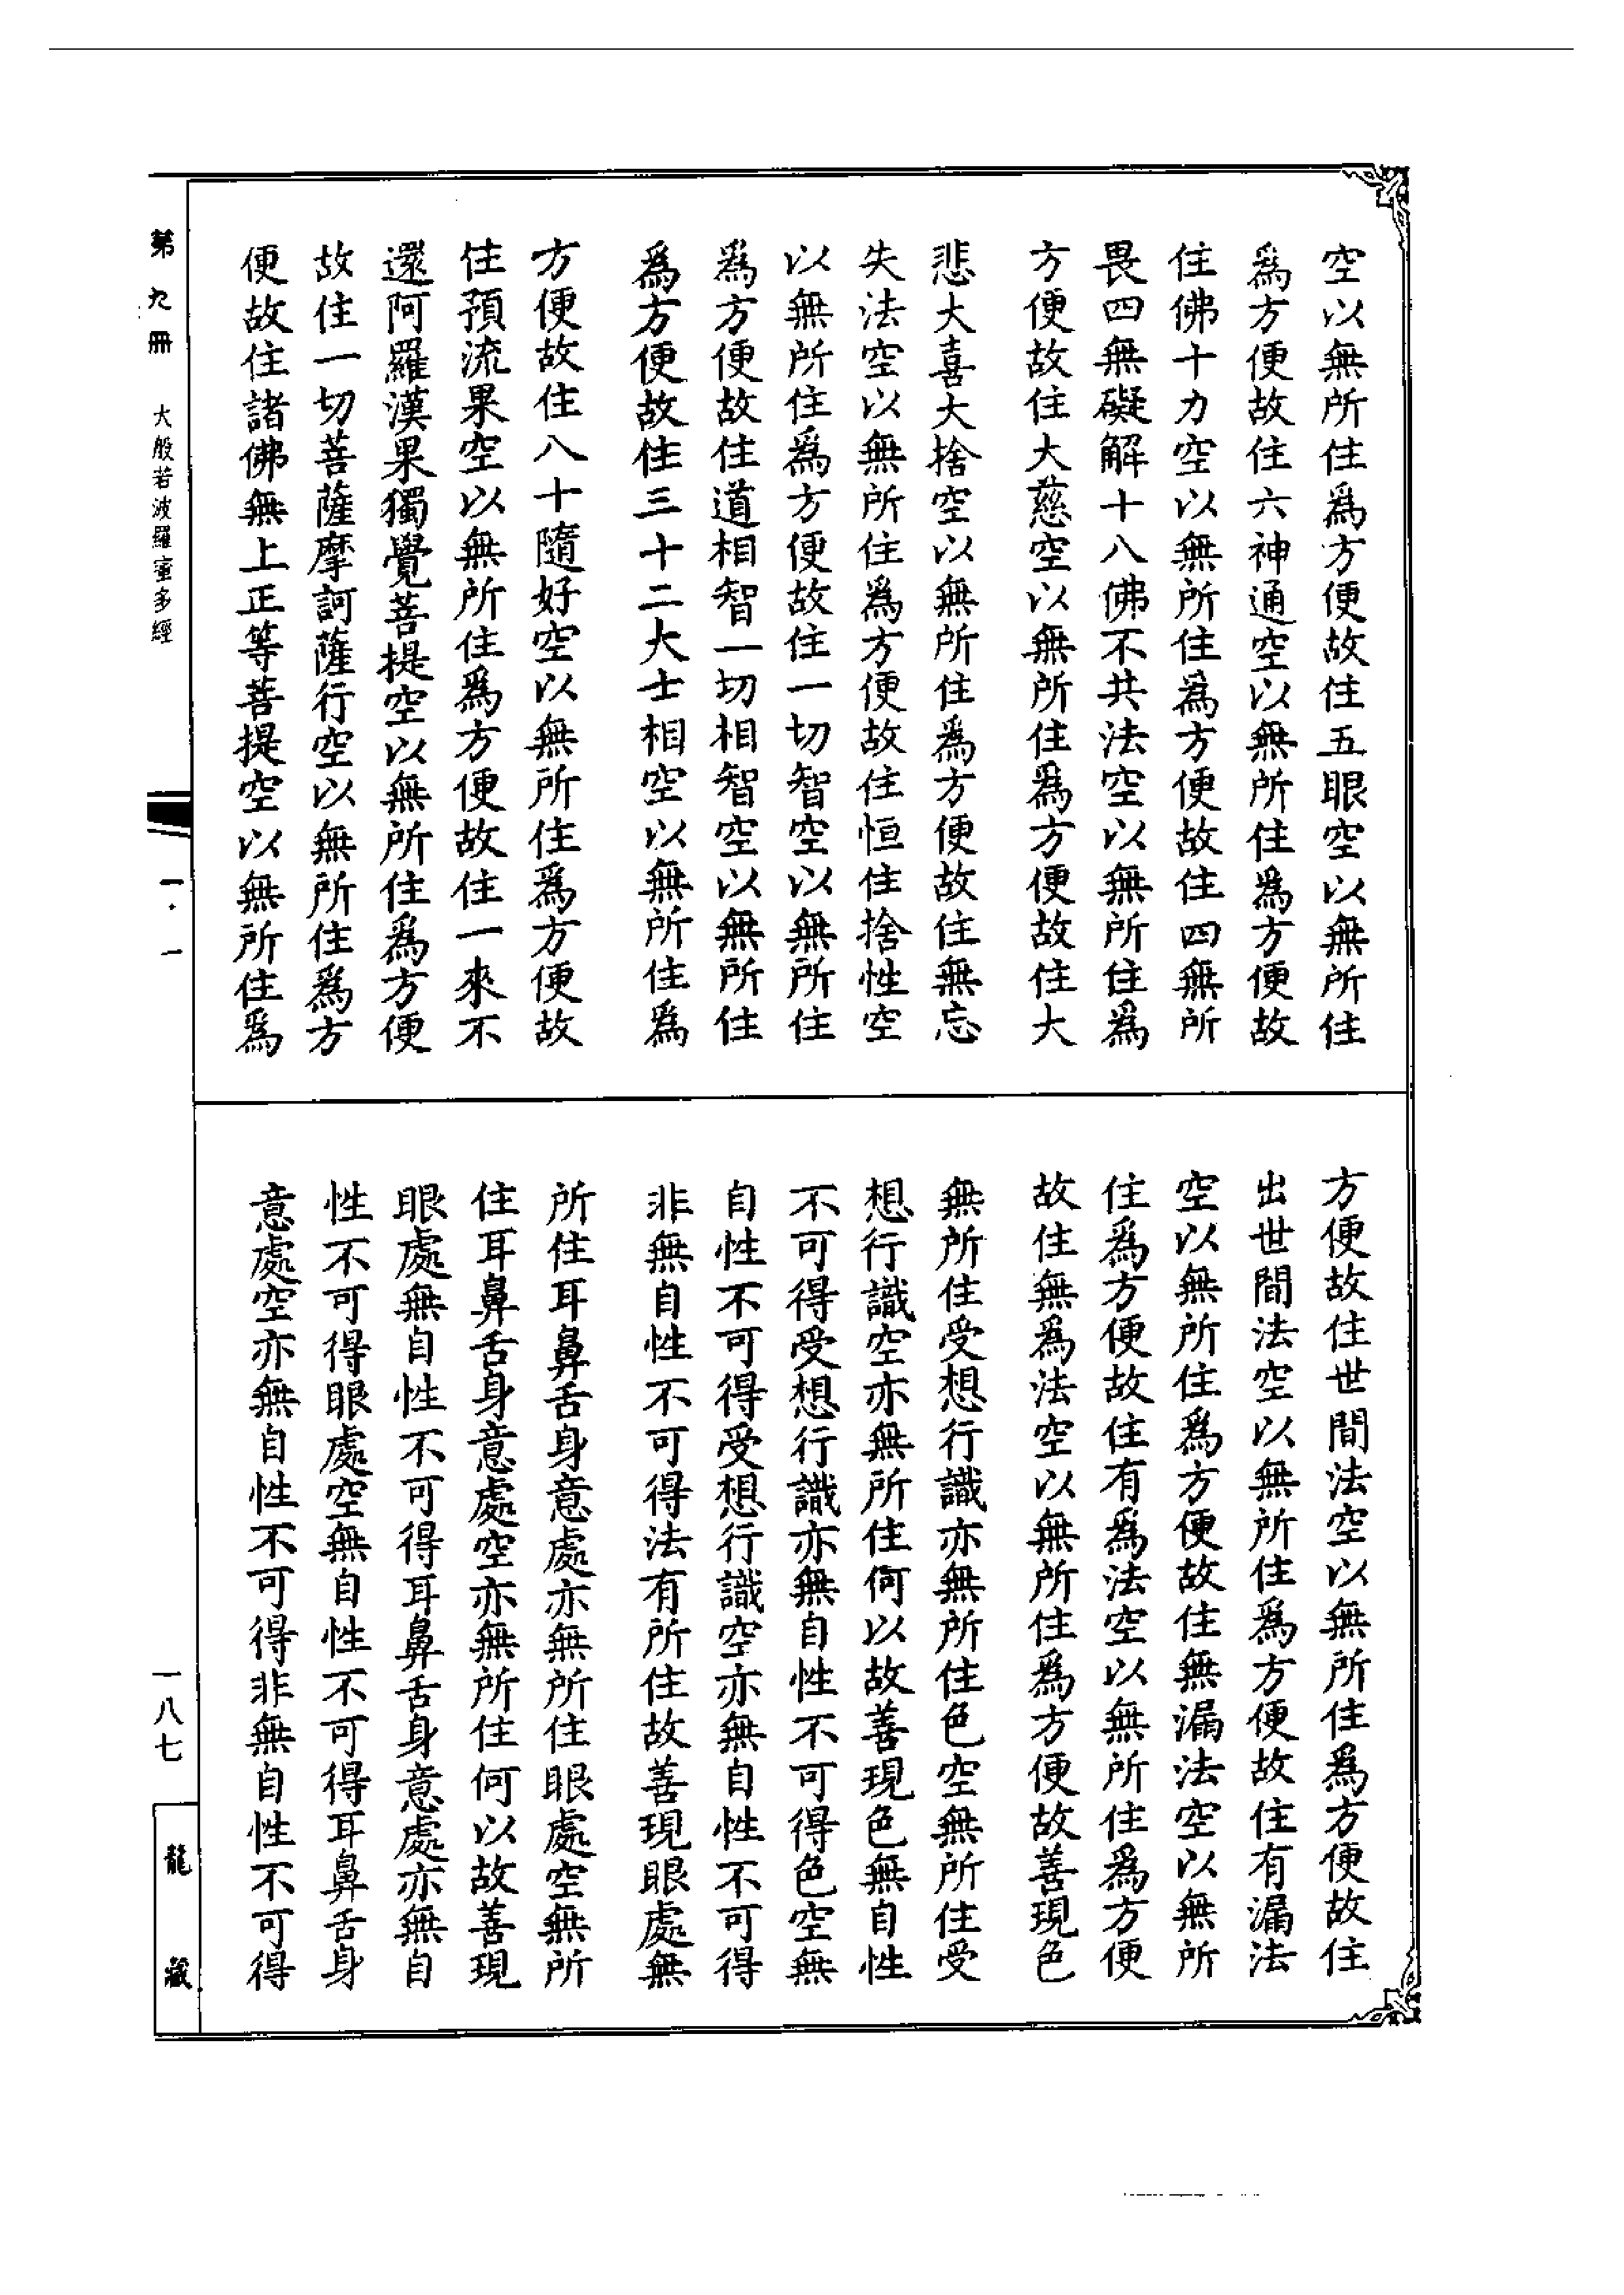 空以無所住爲方便故住五眼空以無所住
爲方便故住六神通空以無所住爲方便故
住佛十力空以無所住爲方便故住四無所
畏四無礙解十八佛不共法空以無所住爲
方便故住大慈空以無所住爲方便故住大
悲大喜大捨空以無所住爲方便故住無忘
失法空以無所住爲方便故住恒住捨性空
以無所住爲方便故住一切智空以無所住
爲方便故住道相智一切相智空以無所住
爲方便故住三十二大士相空以無所住爲
方便故住八十隨好空以無所住爲方便故
住預流果空以無所住爲方便故住一來不
還阿羅漢果獨覺菩提空以無所住爲方便
故住一切菩薩摩訶薩行空以無所住爲方
便故住諸佛無上正等菩提空以無所住爲
方便故住世間法空以無所住爲方便故住
出世間法空以無所住爲方便故住有漏法
空以無所住爲方便故住無漏法空以無所
住爲方便故住有爲法空以無所住爲方便
故住無爲法空以無所住爲方便故善現色
無所住受想行識亦無所住色空無所住受
想行識空亦無所住何以故善現色無自性
不可得受想行識亦無自性不可得色空無
自性不可得受想行識空亦無自性不可得
非無自性不可得法有所住故善現眼處無
所住耳鼻舌身意處亦無所住眼處空無所
住耳鼻舌身意處空亦無所住何以故善現
眼處無自性不可得耳鼻舌身意處亦無自
性不可得眼處空無自性不可得耳鼻舌身
意處空亦無自性不可得非無自性不可得
第九冊 大般若波羅蜜多經
一·一
一八七
龍藏